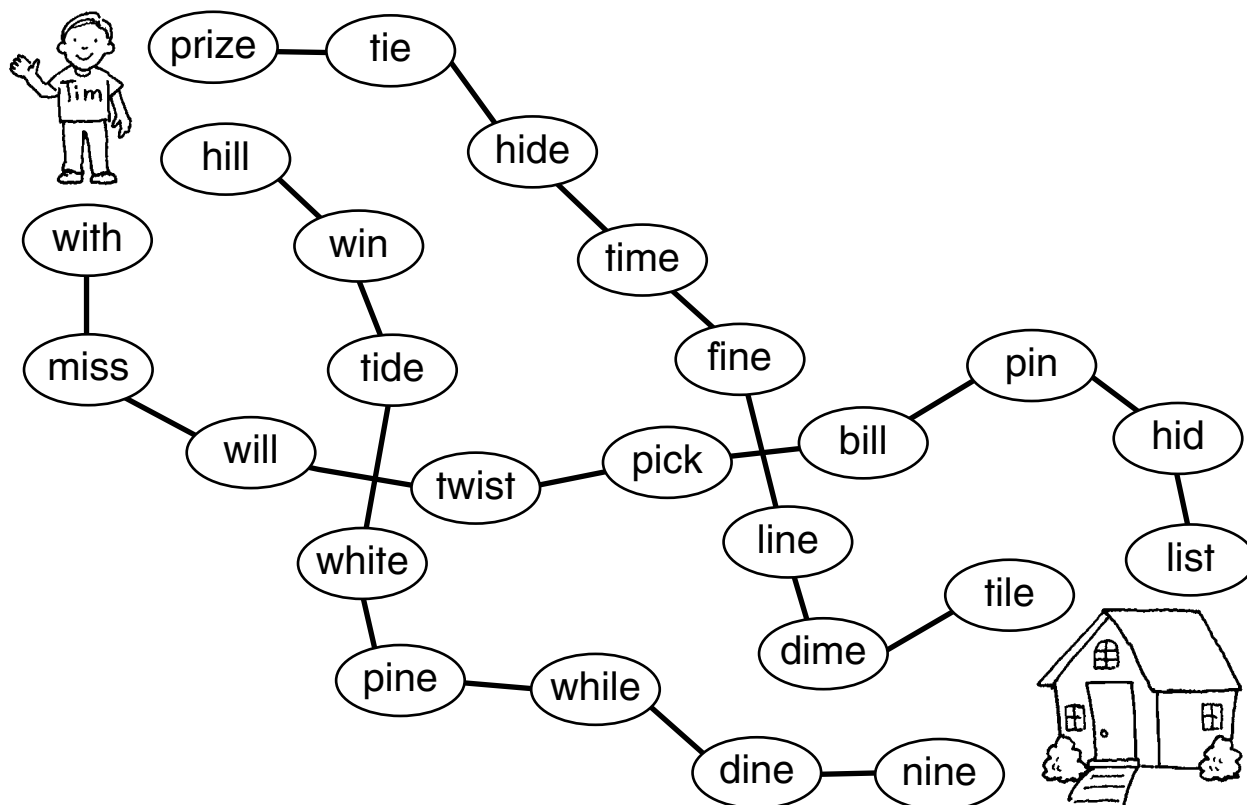 prize
tie
Tim
hide
hill
with
win
time
miss
tide
fine
pin
will
twist
pick
bill
hid
white
line
list
tile
pine
while
dime
dine
nine